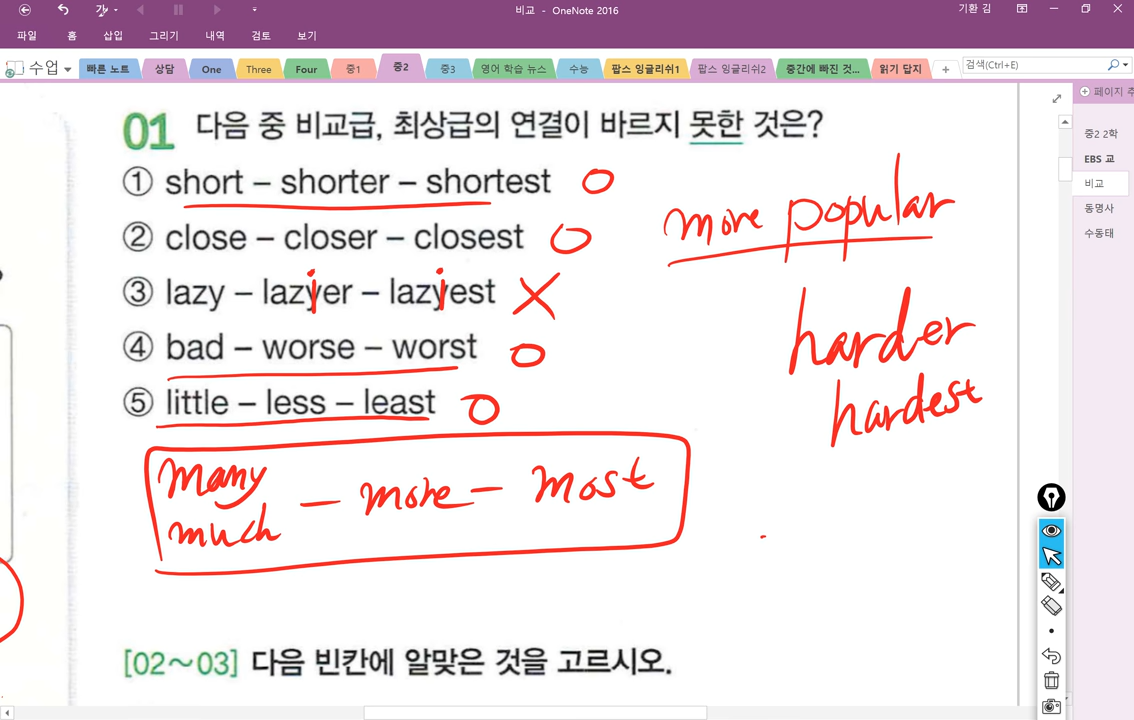 비교 - OneNote 2016
기환 김
파일 홈 삽입 그리기 내역 검토 보기
수업 빠른 노트 상담 One Three Four 중1 중2 중3 영어 학습 뉴스 수능 팝스 잉글리쉬1 팝스 잉글리쉬2 중간에 빠진 것... 읽기 답지 + 검색(Ctrl+E)
페이지 추
중2 2학
EBS 교
비교
동명사
수동태
01 다음 중 비교급, 최상급의 연결이 바르지 못한 것은?
① short – shorter – shortest O
② close – closer – closest O
③ lazy – lazyer – lazyest X
i i
④ bad – worse – worst O
⑤ little – less – least O
more popular
harder
hardest
many
much – more – most
[02~03] 다음 빈칸에 알맞은 것을 고르시오.